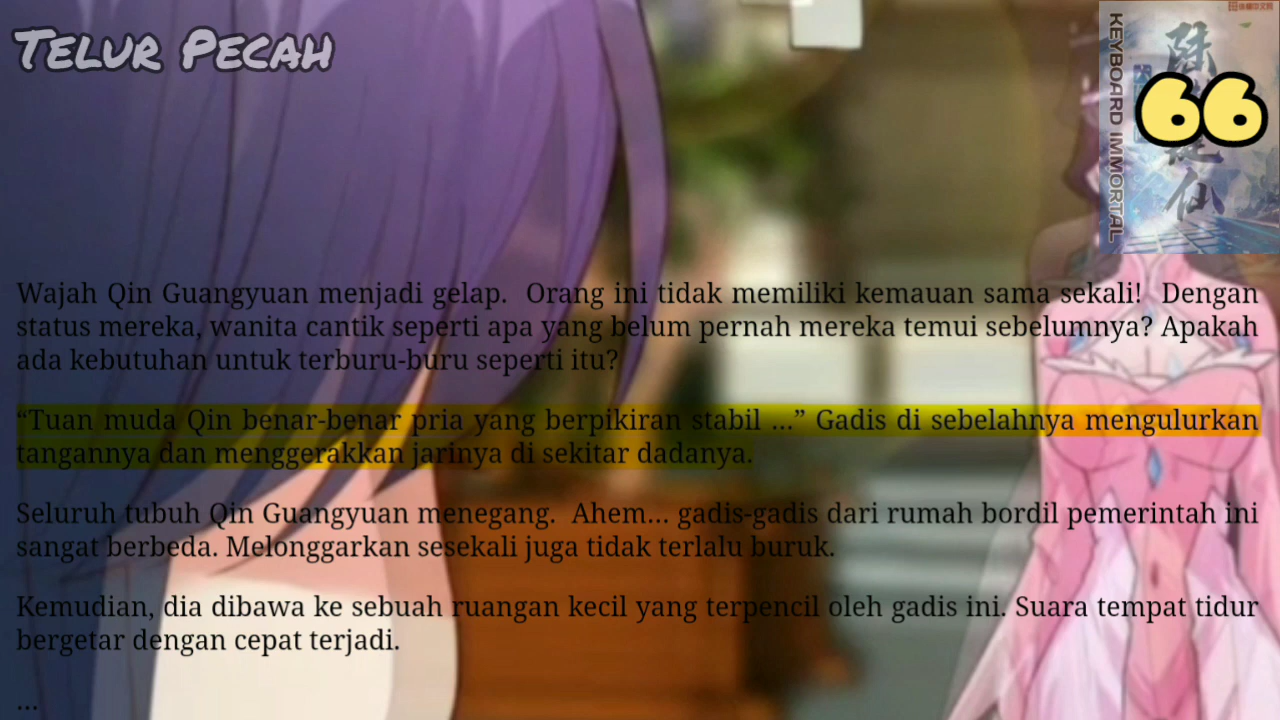 Telur Pecah
KEYBOARD IMMORTAL
66
Wajah Qin Guangyuan menjadi gelap.  Orang ini tidak memiliki kemauan sama sekali!  Dengan
status mereka, wanita cantik seperti apa yang belum pernah mereka temui sebelumnya? Apakah
ada kebutuhan untuk terburu-buru seperti itu?
“Tuan muda Qin benar-benar pria yang berpikiran stabil ...” Gadis di sebelahnya mengulurkan
tangannya dan menggerakkan jarinya di sekitar dadanya.
Seluruh tubuh Qin Guangyuan menegang.  Ahem... gadis-gadis dari rumah bordil pemerintah ini
sangat berbeda. Melonggarkan sesekali juga tidak terlalu buruk.
Kemudian, dia dibawa ke sebuah ruangan kecil yang terpencil oleh gadis ini. Suara tempat tidur
bergetar dengan cepat terjadi.
...